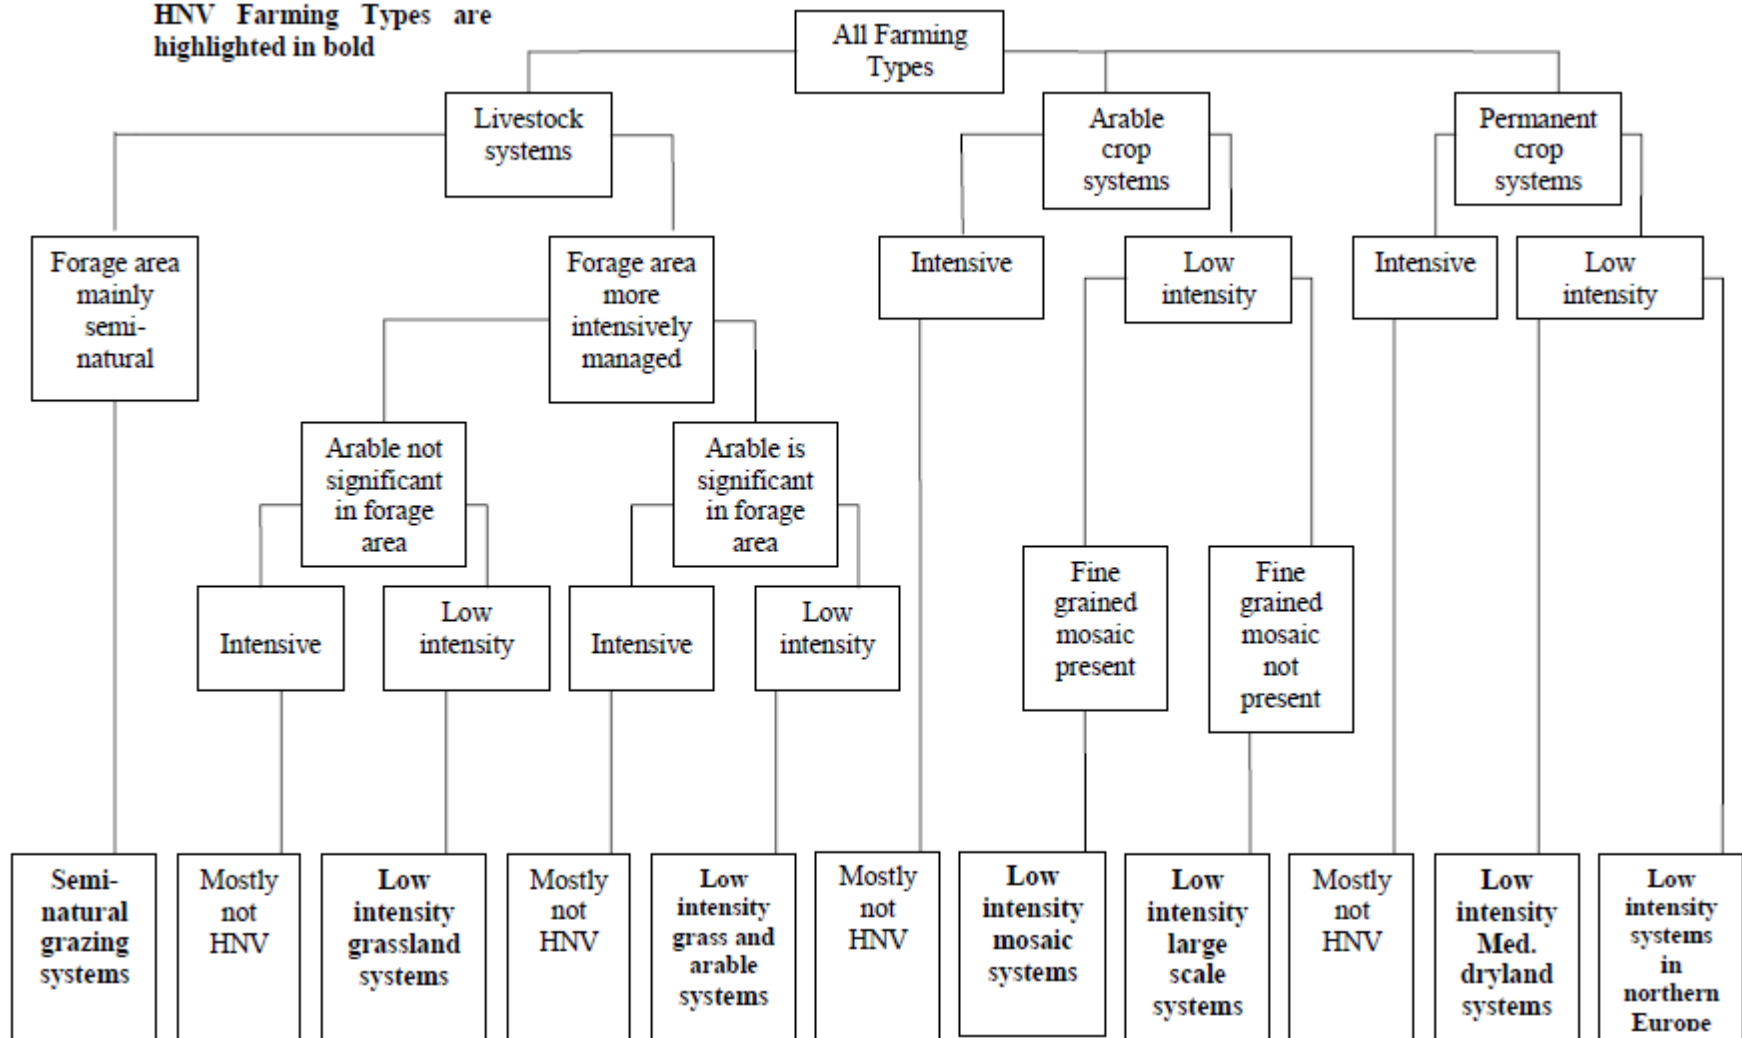 HNV Farming Types are
highlighted in bold
All Farming
Types
Livestock
systems
Arable
crop
systems
Permanent
crop
systems
Forage area
mainly
semi-
natural
Forage area
more
intensively
managed
Intensive
Low
intensity
Intensive
Low
intensity
Arable not
significant
in forage
area
Arable is
significant
in forage
area
Intensive
Low
intensity
Intensive
Low
intensity
Fine
grained
mosaic
present
Fine
grained
mosaic
not
present
Semi-
natural
grazing
systems
Mostly
not
HNV
Low
intensity
grassland
systems
Mostly
not
HNV
Low
intensity
grass and
arable
systems
Mostly
not
HNV
Low
intensity
mosaic
systems
Low
intensity
large
scale
systems
Mostly
not
HNV
Low
intensity
Med.
dryland
systems
Low
intensity
systems
in
northern
Europe